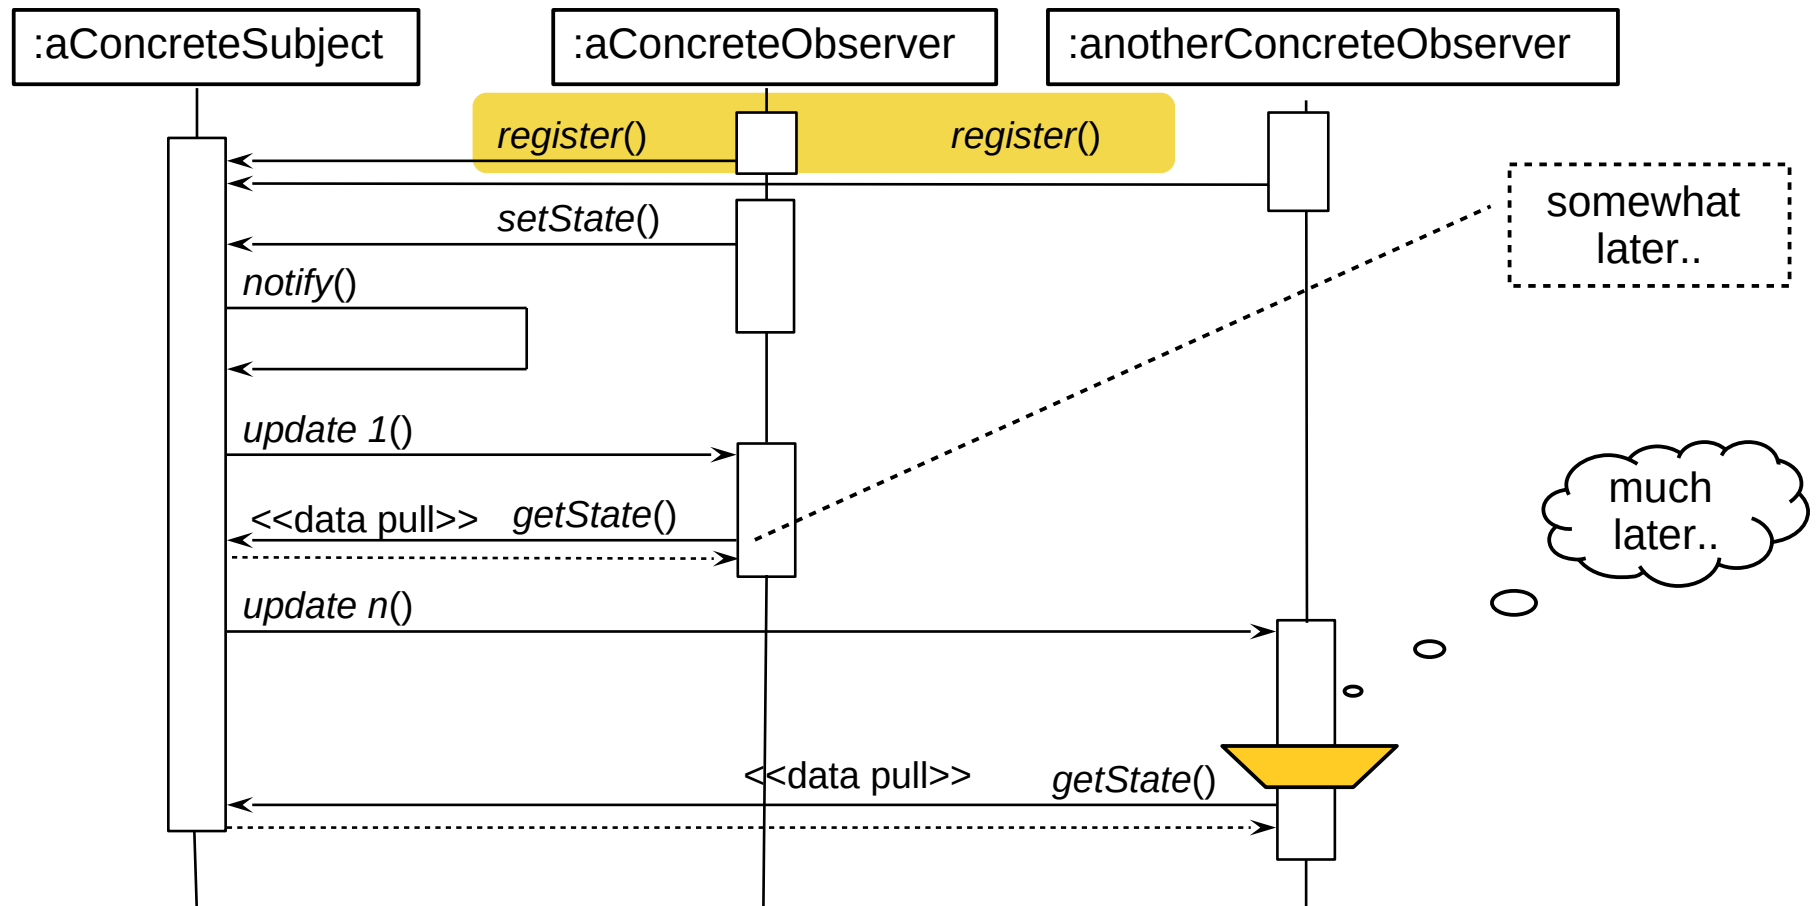 :aConcreteSubject
:aConcreteObserver
:anotherConcreteObserver
register()
register()
somewhat
later..
setState()
notify()
update 1()
much
later..
<<data pull>>
getState()
update n()
<<data pull>>
getState()